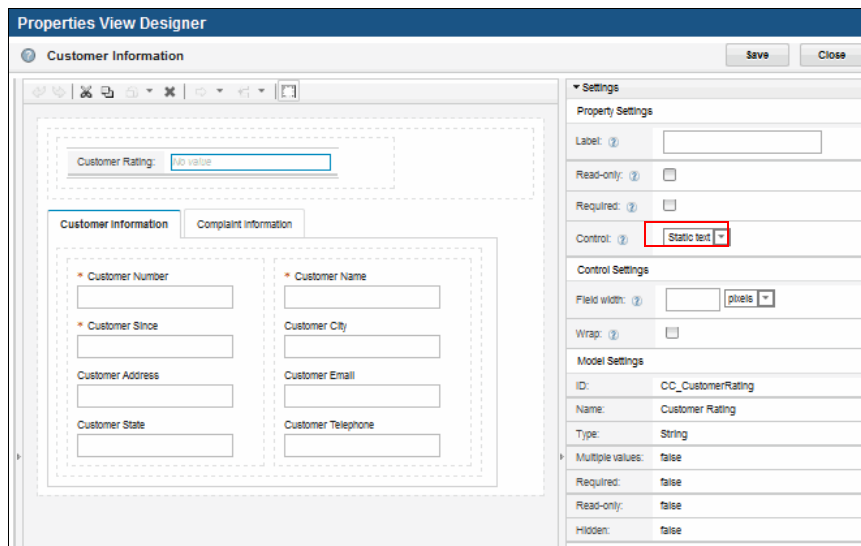 Properties View Designer
Customer Information
Save
Close
Customer Rating:
No value
Customer Information
Complaint Information
* Customer Number
* Customer Name
* Customer Since
Customer City
Customer Address
Customer Email
Customer State
Customer Telephone
Settings
Property Settings
Label:
Read-only:
Required:
Control:
Static text
Control Settings
Field width:
pixels
Wrap:
Model Settings
ID:
CC_CustomerRating
Name:
Customer Rating
Type:
String
Multiple values:
false
Required:
false
Read-only:
false
Hidden:
false